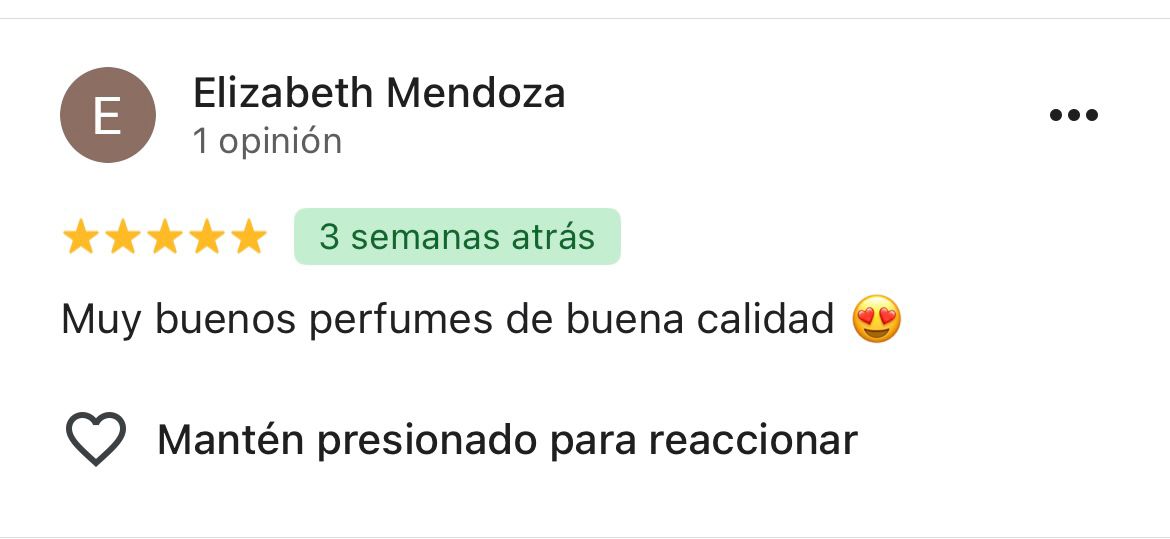 E
Elizabeth Mendoza
1 opinión
3 semanas atrás
Muy buenos perfumes de buena calidad 😍
Mantén presionado para reaccionar